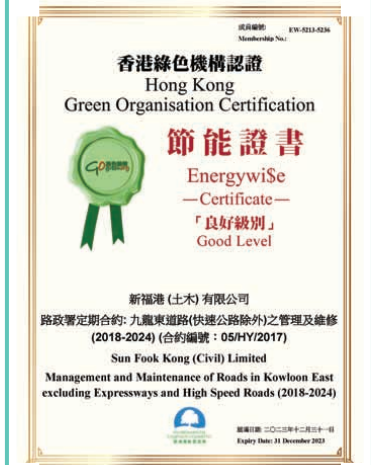 成員編號:
Membership No.:
EW-5213-5236
香港綠色機構認證
Hong Kong
Green Organisation Certification
節能證書
Energywi$e
—Certificate—
「良好級別」
Good Level
新福港 (土木) 有限公司
路政署定期合約: 九龍東道路(快速公路除外)之管理及維修
(2018-2024) (合約編號：05/HY/2017)
Sun Fook Kong (Civil) Limited
Management and Maintenance of Roads in Kowloon East
excluding Expressways and High Speed Roads (2018-2024)
屆滿日期: 二〇二三年十二月三十一日
Expiry Date: 31 December 2023